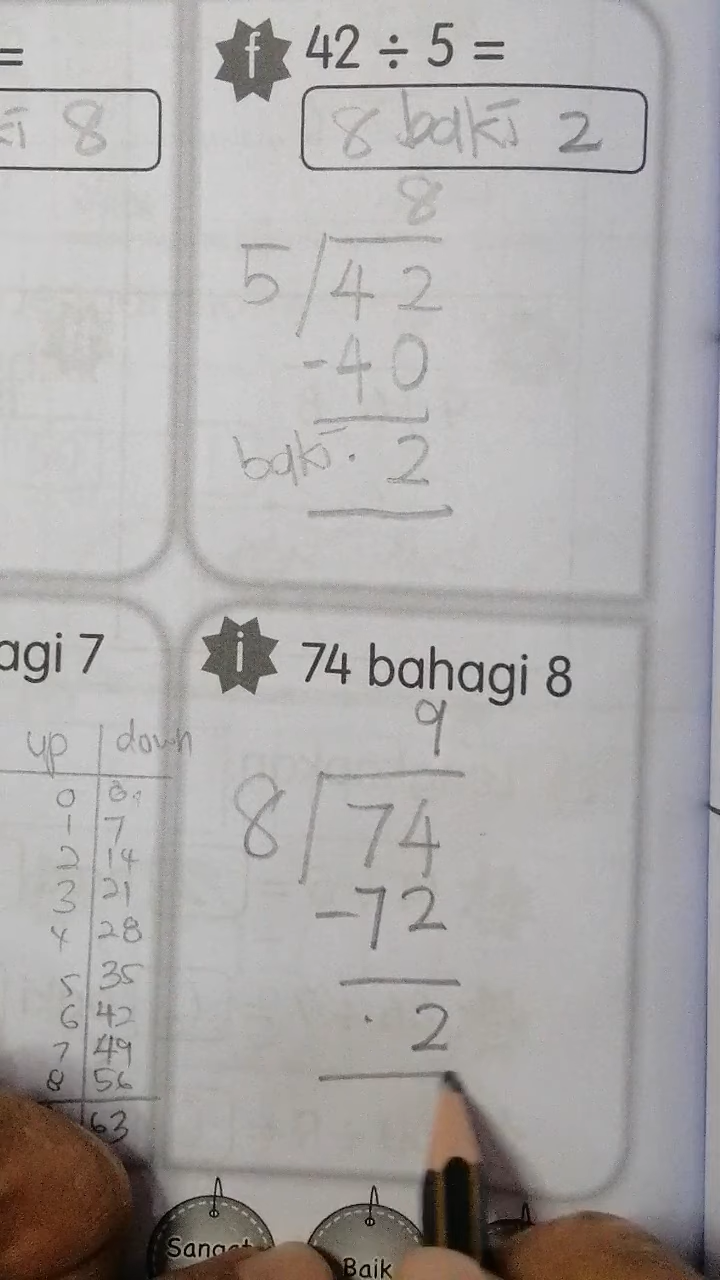 =
8
f 42 ÷ 5 =
8 baki 2
8
5 42
-40
baki · 2
agi 7
up down
0 0
1 7
2 14
3 21
4 28
5 35
6 42
7 49
8 56
63
i 74 bahagi 8
9
8 74
-72
· 2
Baik